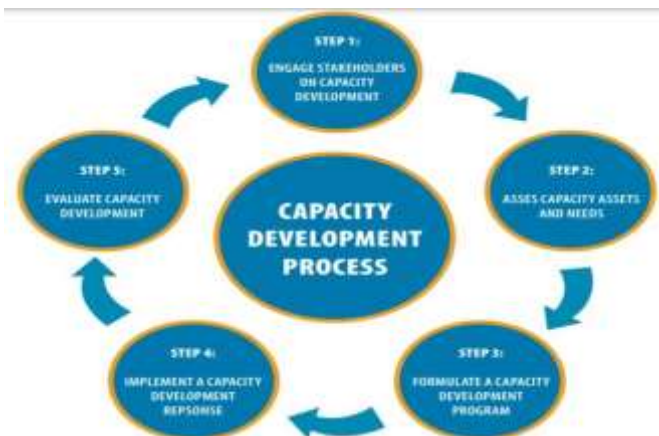 STEP 1:
ENGAGE STAKEHOLDERS
ON CAPACITY
DEVELOPMENT
STEP 2:
ASSES CAPACITY ASSETS
AND NEEDS
STEP 3:
FORMULATE A CAPACITY
DEVELOPMENT
PROGRAM
STEP 4:
IMPLEMENT A CAPACITY
DEVELOPMENT
REPSONSE
STEP 5:
EVALUATE CAPACITY
DEVELOPMENT
CAPACITY
DEVELOPMENT
PROCESS